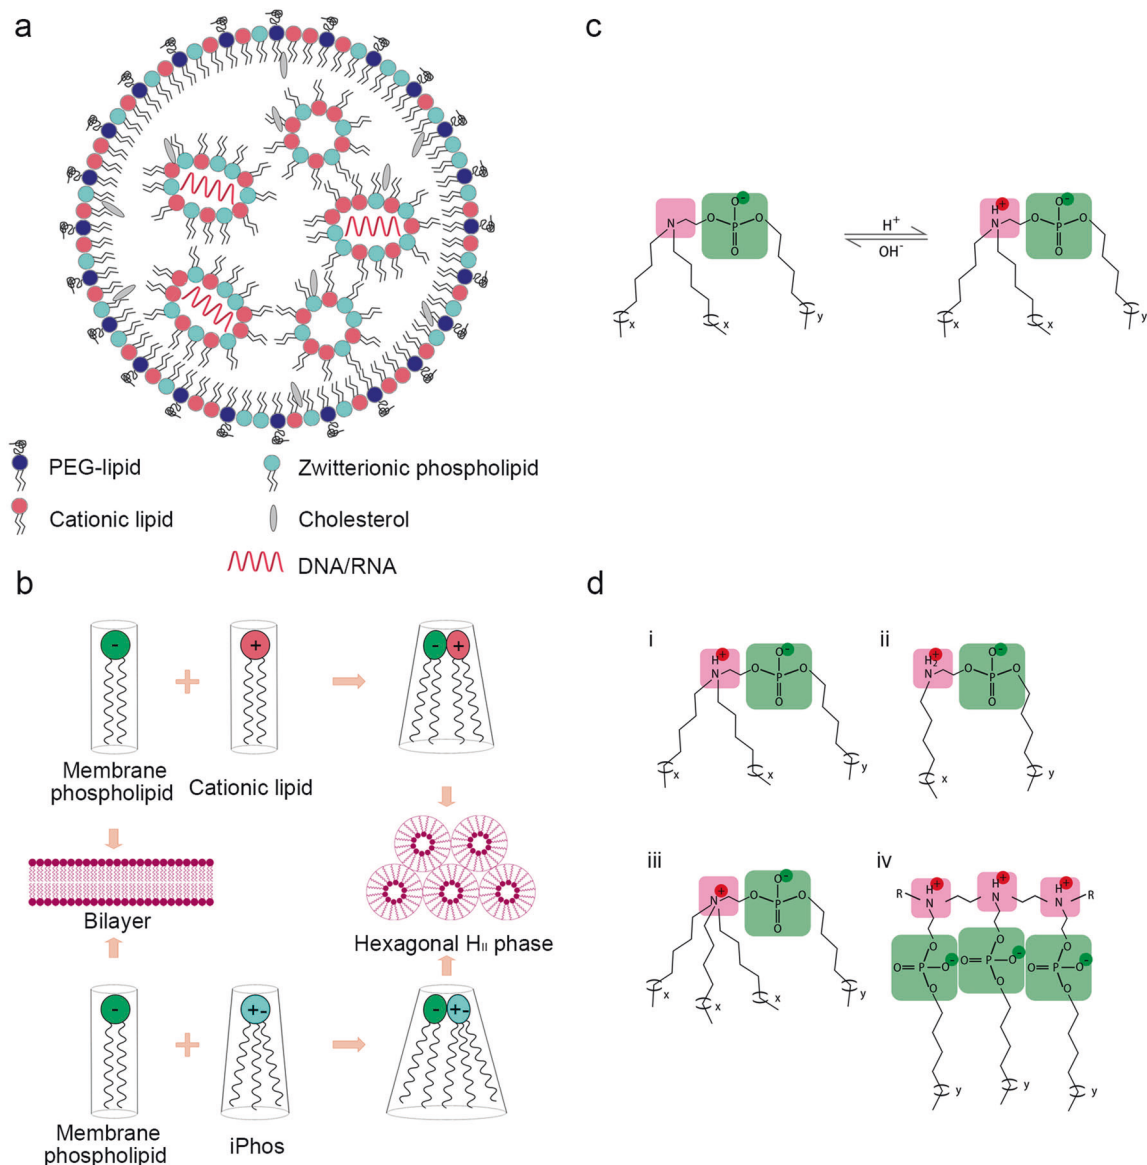 a
PEG-lipid
Zwitterionic phospholipid
Cationic lipid
Cholesterol
DNA/RNA
b
-
+
-
+
Membrane
phospholipid
Cationic lipid
Bilayer
Hexagonal HII phase
-
+-
-
+-
Membrane
phospholipid
iPhos
c
N
O
O-
P
O
O
x
x
y
H+
OH-
H
N
+
O
O-
P
O
O
x
x
y
d
i
H
N
+
O
O-
P
O
O
x
x
y
ii
H2
N
+
O
O-
P
O
O
x
y
iii
N
+
O
O-
P
O
O
x
x
x
y
iv
R
H
N
+
H
N
+
H
N
+
R
O
O=P
O-
O
O
O=P
O-
O
O
O=P
O-
O
y
y
y